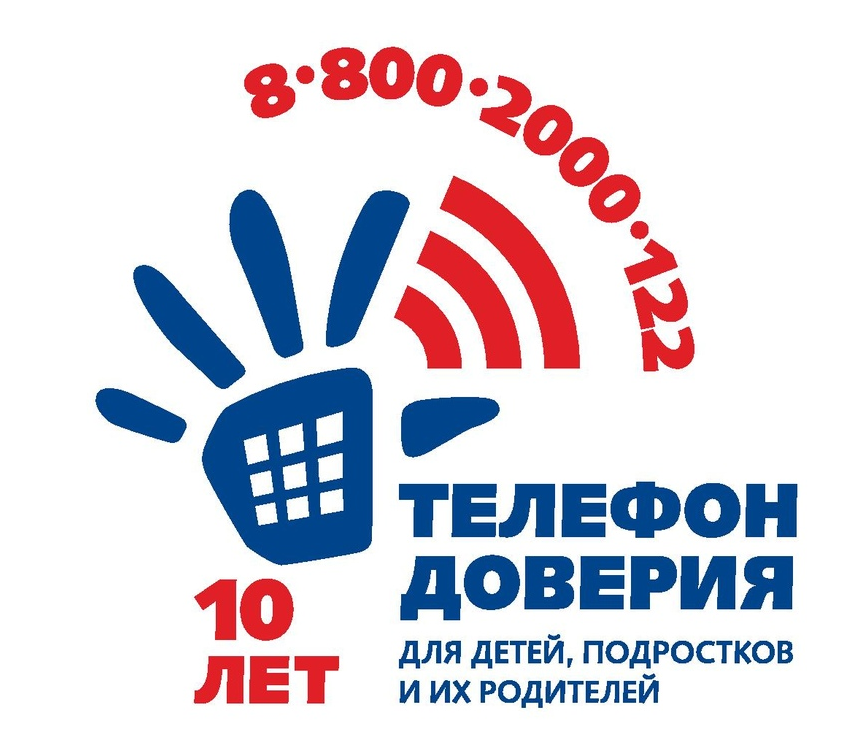 8·800·2000·122
ТЕЛЕФОН
ДОВЕРИЯ
ДЛЯ ДЕТЕЙ, ПОДРОСТКОВ
И ИХ РОДИТЕЛЕЙ
10
ЛЕТ